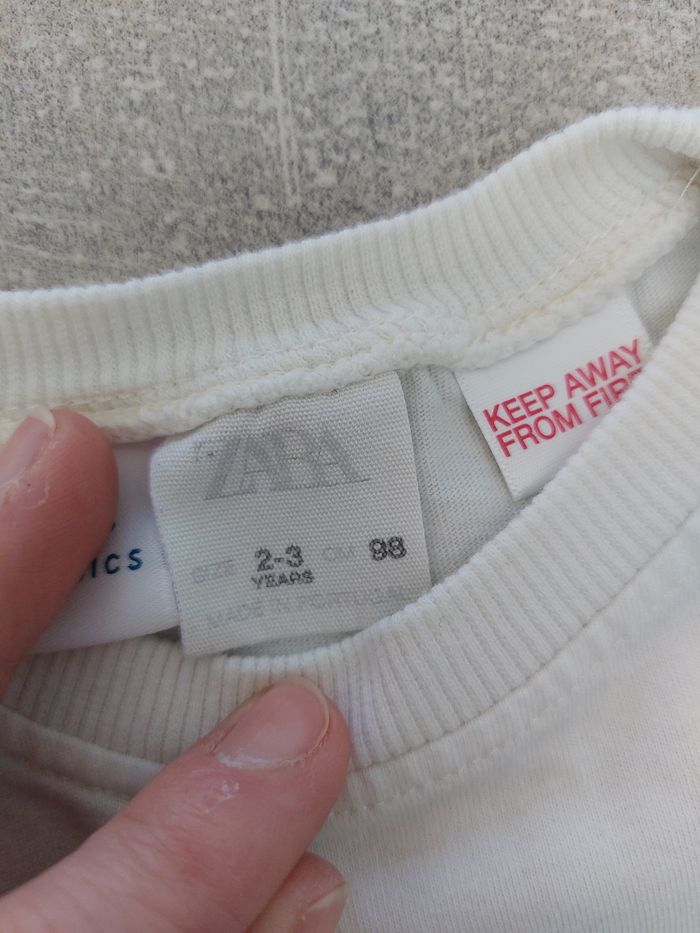 ZARA
SIZE 2-3 CM 98
YEARS
MADE IN PORTUGAL
KEEP AWAY
FROM FIRE
ICS